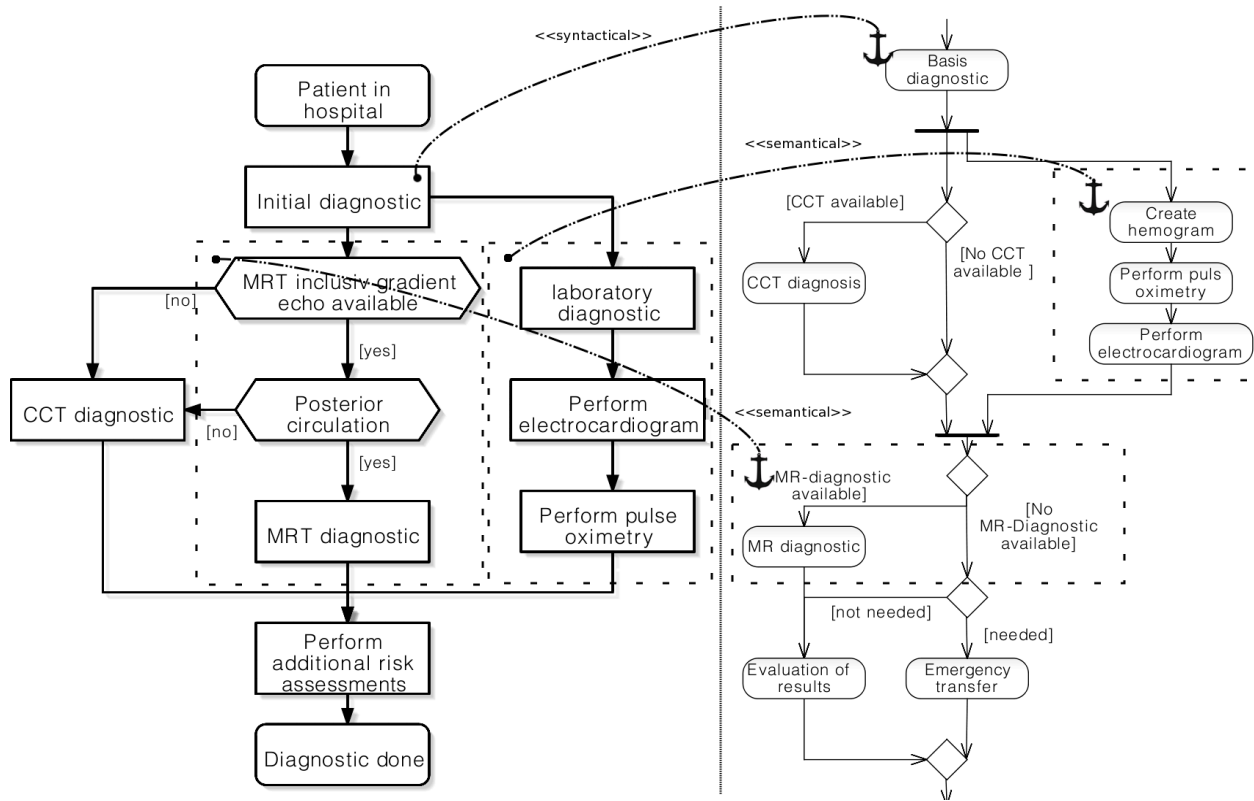 <<syntactical>>
Patient in
hospital
Initial diagnostic
MRT inclusiv gradient
echo available
[no]
[yes]
CCT diagnostic
Posterior
circulation
[no]
[yes]
MRT diagnostic
laboratory
diagnostic
Perform
electrocardiogram
Perform pulse
oximetry
Perform
additional risk
assessments
Diagnostic done
Basis
diagnostic
<<semantical>>
[CCT available]
[No CCT
available ]
CCT diagnosis
Create
hemogram
Perform puls
oximetry
Perform
electrocardiogram
<<semantical>>
MR-diagnostic
available]
[No
MR-Diagnostic
available]
MR diagnostic
[not needed]
[needed]
Evaluation of
results
Emergency
transfer